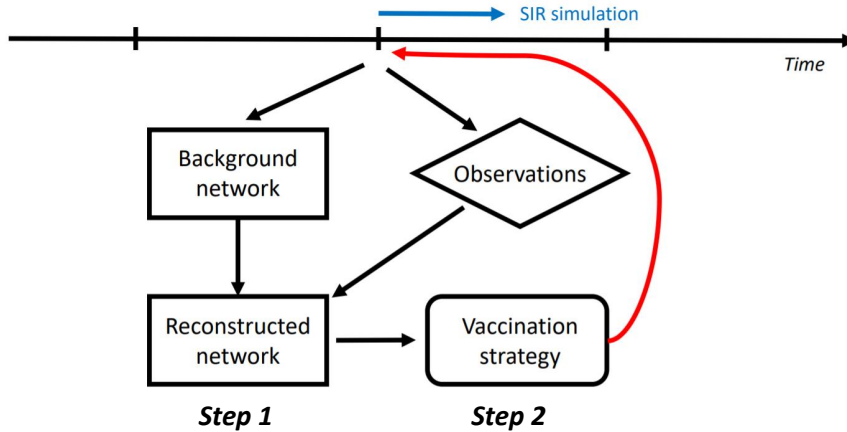 SIR simulation
Time
Background
network
Observations
Reconstructed
network
Vaccination
strategy
Step 1
Step 2